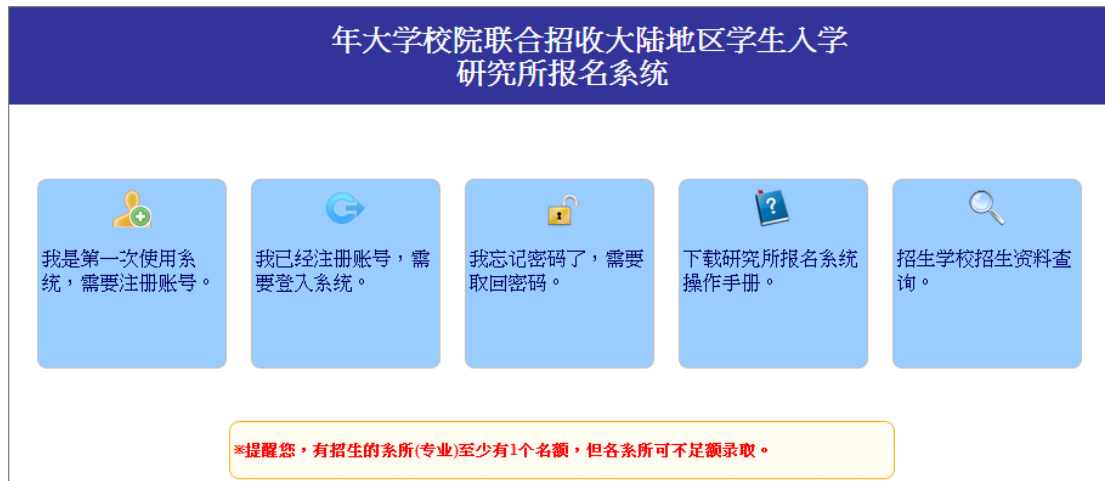 年大学校院联合招收大陆地区学生入学
研究所报名系统
我是第一次使用系
统，需要注册账号。
我已经注册账号，需
要登入系统。
我忘记密码了，需要
取回密码。
下载研究所报名系统
操作手册。
招生学校招生资料查
询。
※提醒您，有招生的系所(专业)至少有1个名额，但各系所可不足额录取。